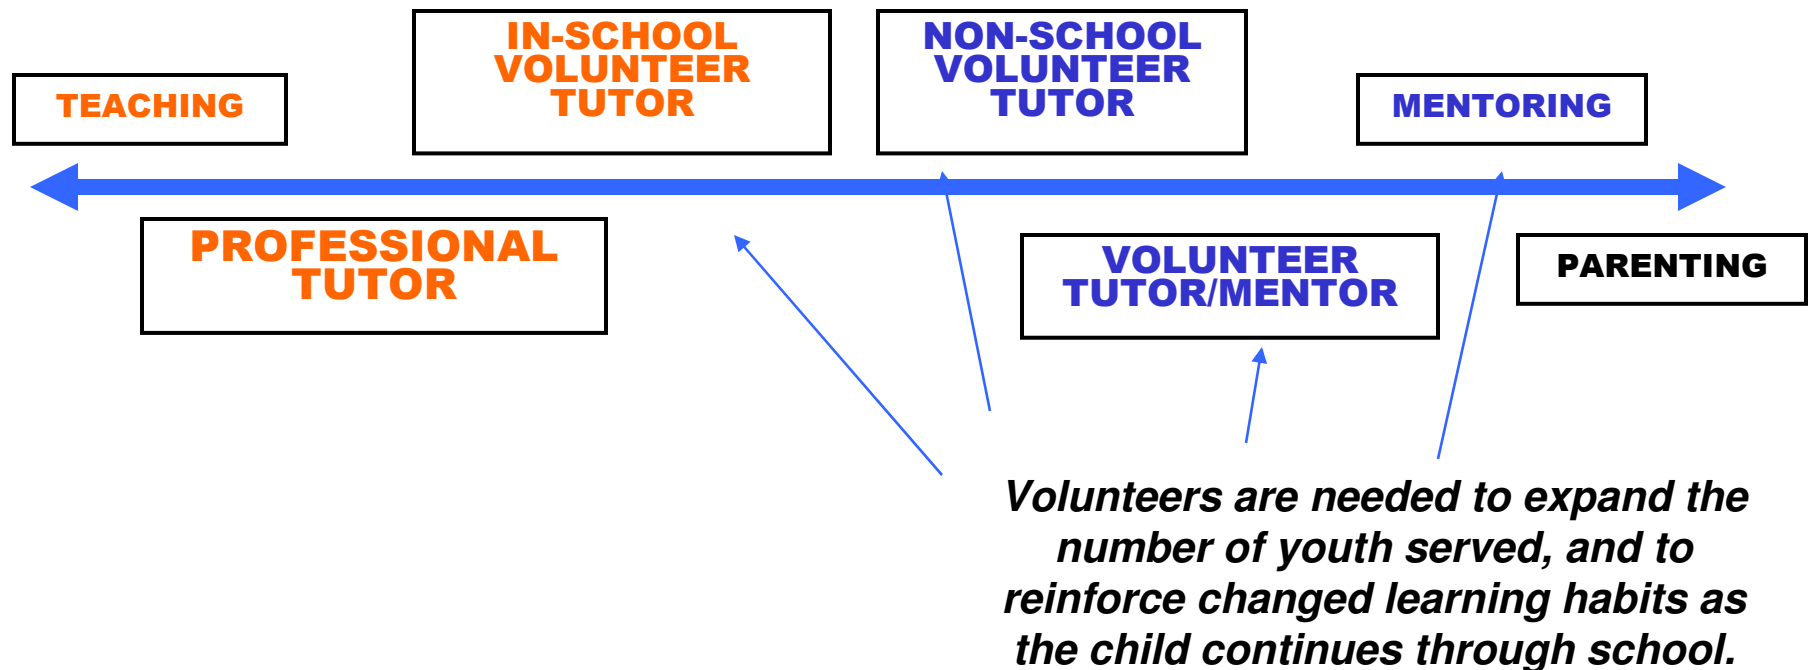 TEACHING
IN-SCHOOL
VOLUNTEER
TUTOR
NON-SCHOOL
VOLUNTEER
TUTOR
MENTORING
PROFESSIONAL
TUTOR
VOLUNTEER
TUTOR/MENTOR
PARENTING
Volunteers are needed to expand the
number of youth served, and to
reinforce changed learning habits as
the child continues through school.